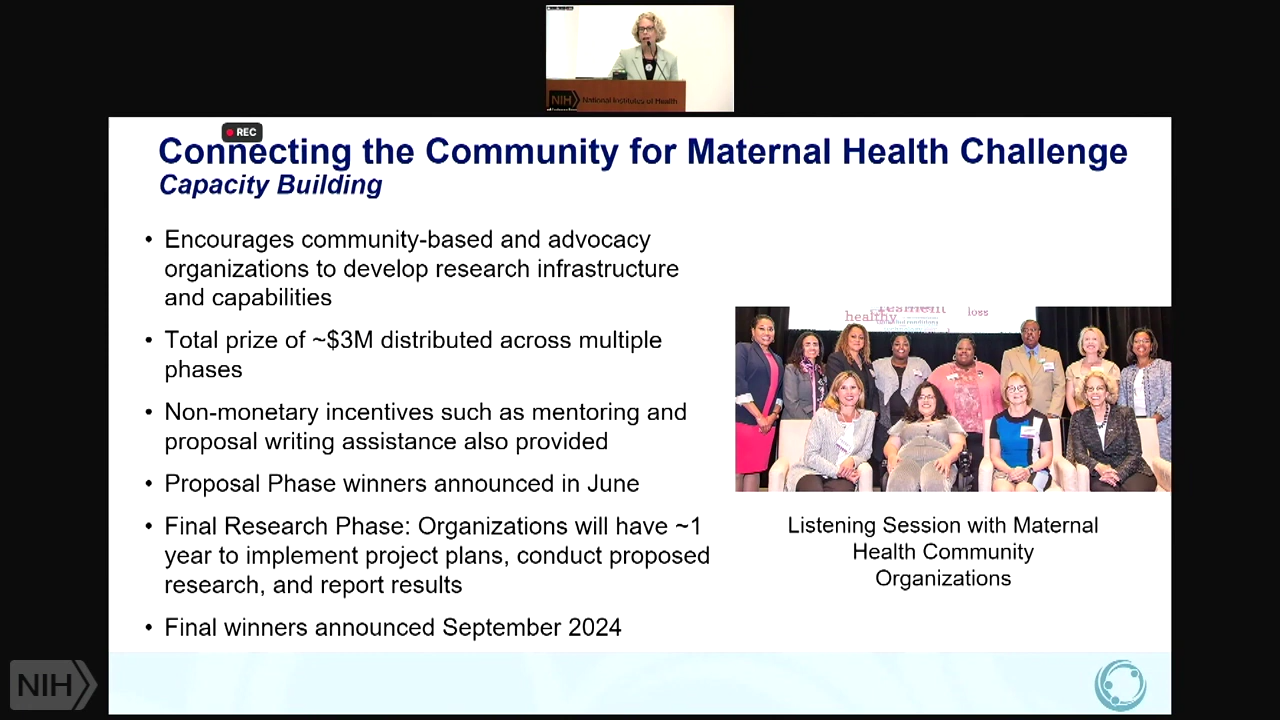 NIH National Institutes of Health
REC
Connecting the Community for Maternal Health Challenge
Capacity Building
• Encourages community-based and advocacy
organizations to develop research infrastructure
and capabilities
• Total prize of ~$3M distributed across multiple
phases
• Non-monetary incentives such as mentoring and
proposal writing assistance also provided
• Proposal Phase winners announced in June
• Final Research Phase: Organizations will have ~1
year to implement project plans, conduct proposed
research, and report results
• Final winners announced September 2024
resilient
healthy
loss
Listening Session with Maternal
Health Community
Organizations
NIH